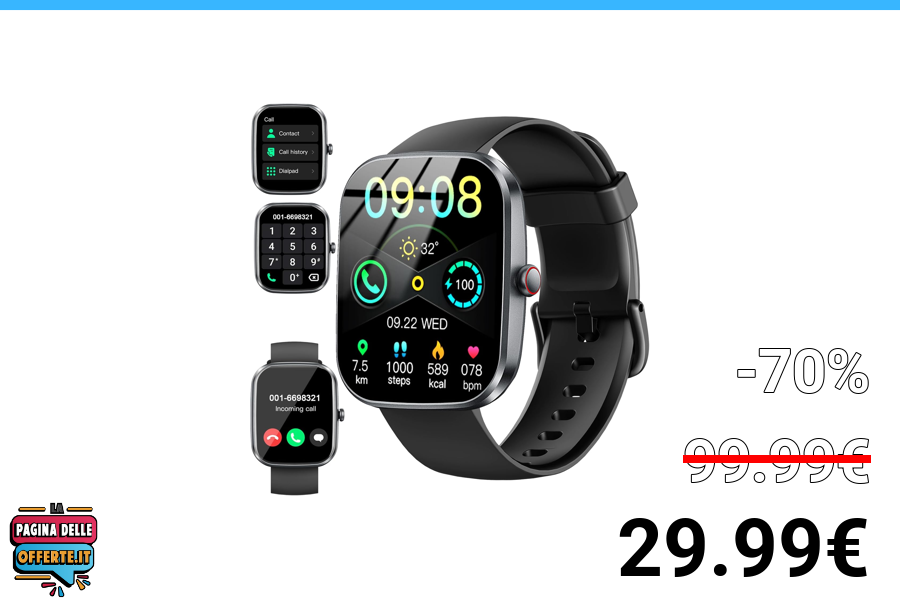 Call
Contact
Call history
Dialped
001-6698321
1 2 3
4 5 6
7* 8 9#
0+
001-6698321
Incoming call
09:08
32°
100
09.22 WED
7.5 1000 589 078
km steps kcal bpm
-70%
99.99€
29.99€
LA
PAGINA DELLE
OFFERTE.IT